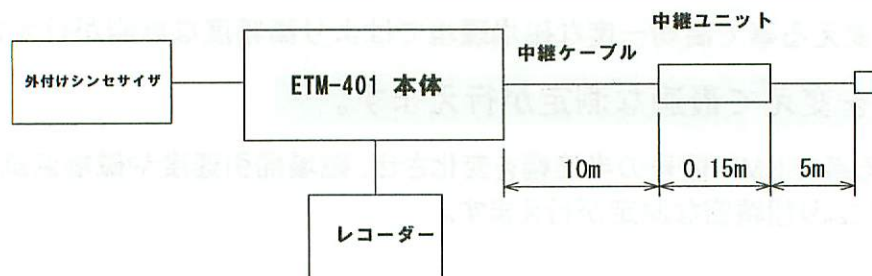 中継ユニット
中継ケーブル
外付けシンセサイザ
ETM-401 本体
10m
0.15m
5m
レコーダー